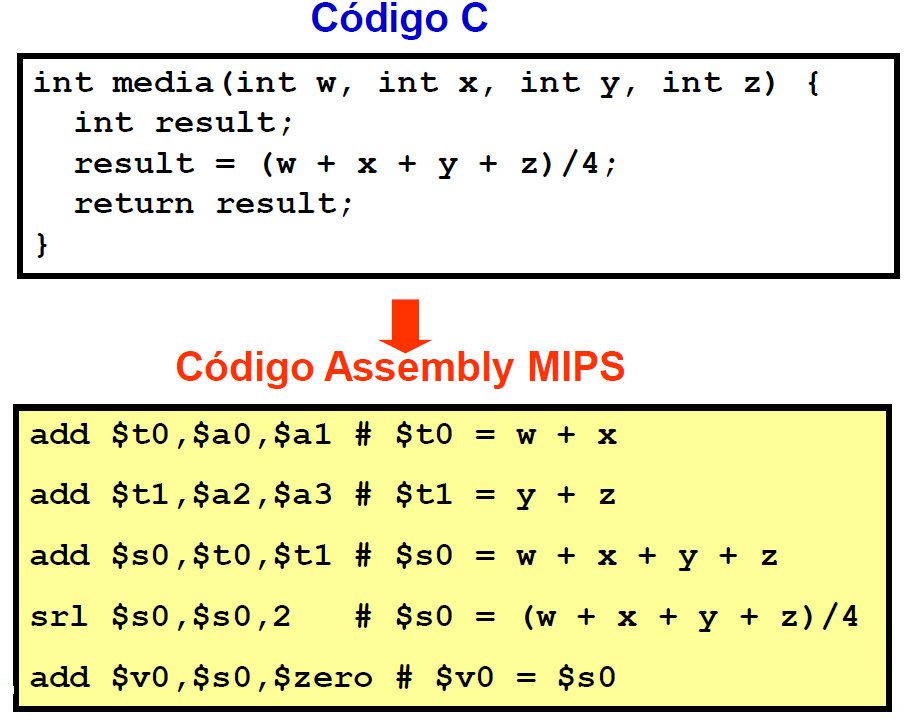 Código C
int media(int w, int x, int y, int z) {
int result;
result = (w + x + y + z)/4;
return result;
}
Código Assembly MIPS
add $t0,$a0,$a1 # $t0 = w + x
add $t1,$a2,$a3 # $t1 = y + z
add $s0,$t0,$t1 # $s0 = w + x + y + z
srl $s0,$s0,2 # $s0 = (w + x + y + z)/4
add $v0,$s0,$zero # $v0 = $s0